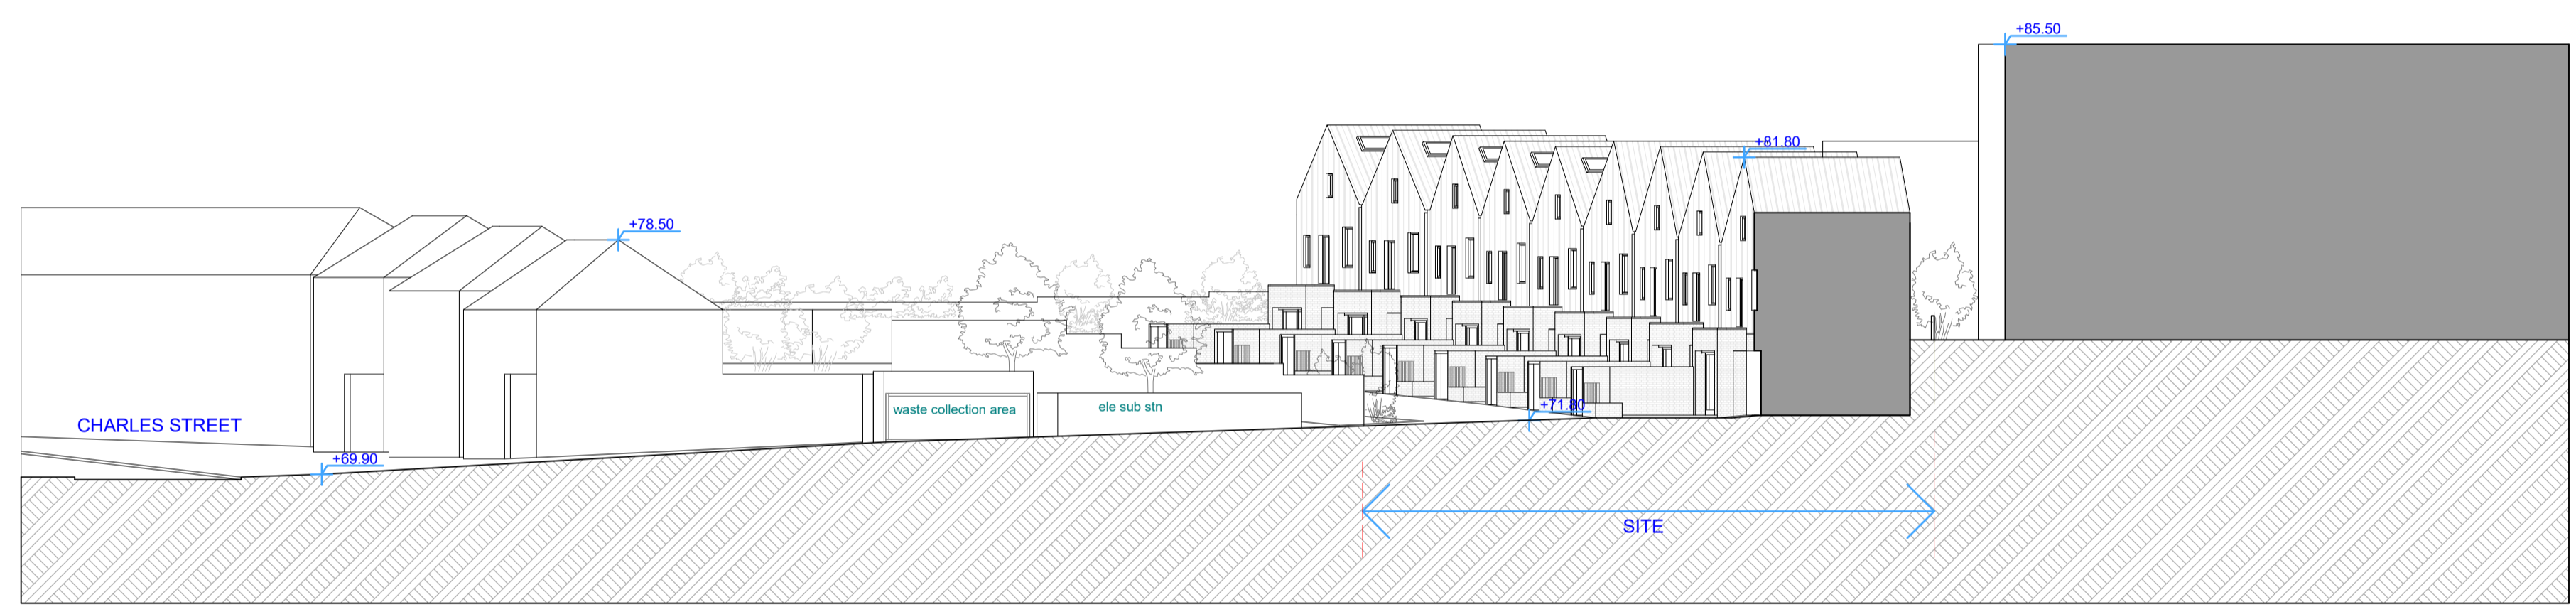 +85.50
+81.80
+78.50
waste collection area
ele sub stn
+71.80
CHARLES STREET
+69.90
SITE